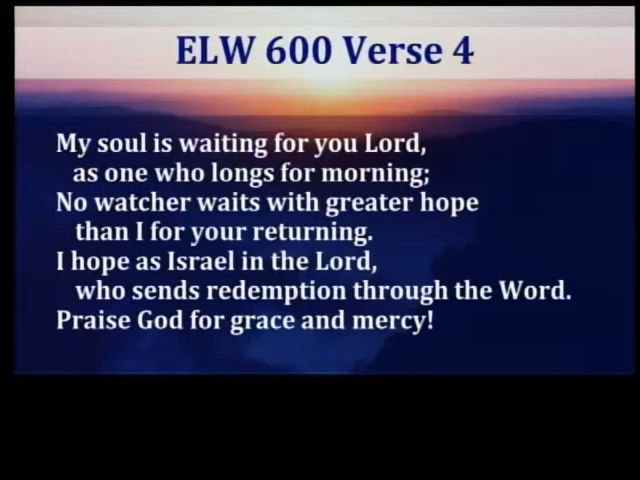 ELW 600 Verse 4
My soul is waiting for you Lord,
as one who longs for morning;
No watcher waits with greater hope
than I for your returning.
I hope as Israel in the Lord,
who sends redemption through the Word.
Praise God for grace and mercy!